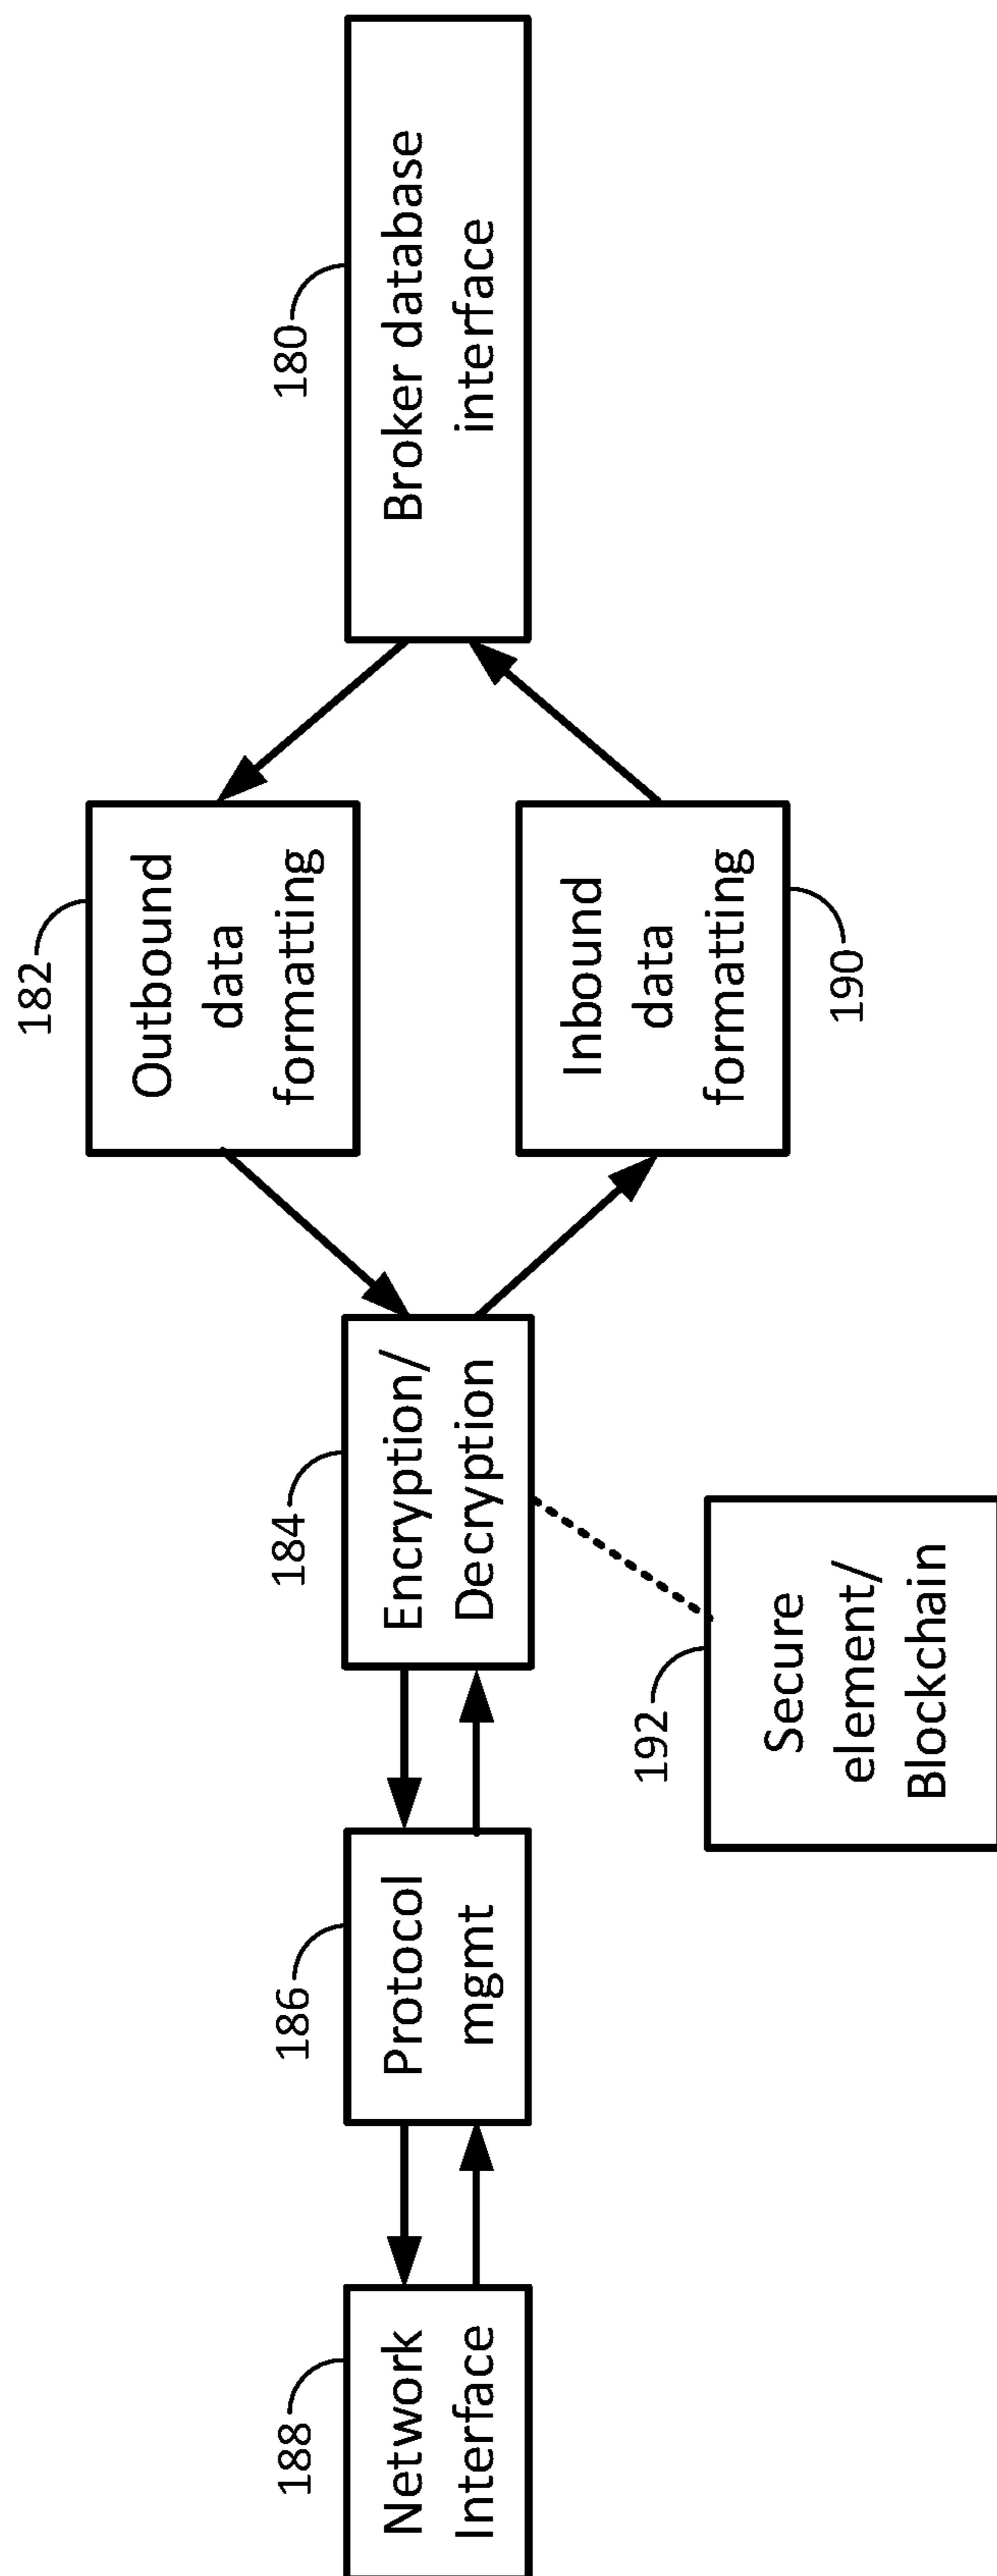 182
Outbound
data
formatting
180
Broker database
interface
188
Network
Interface
186
Protocol
mgmt
184
Encryption/
Decryption
Inbound
data
formatting
190
192
Secure
element/
Blockchain